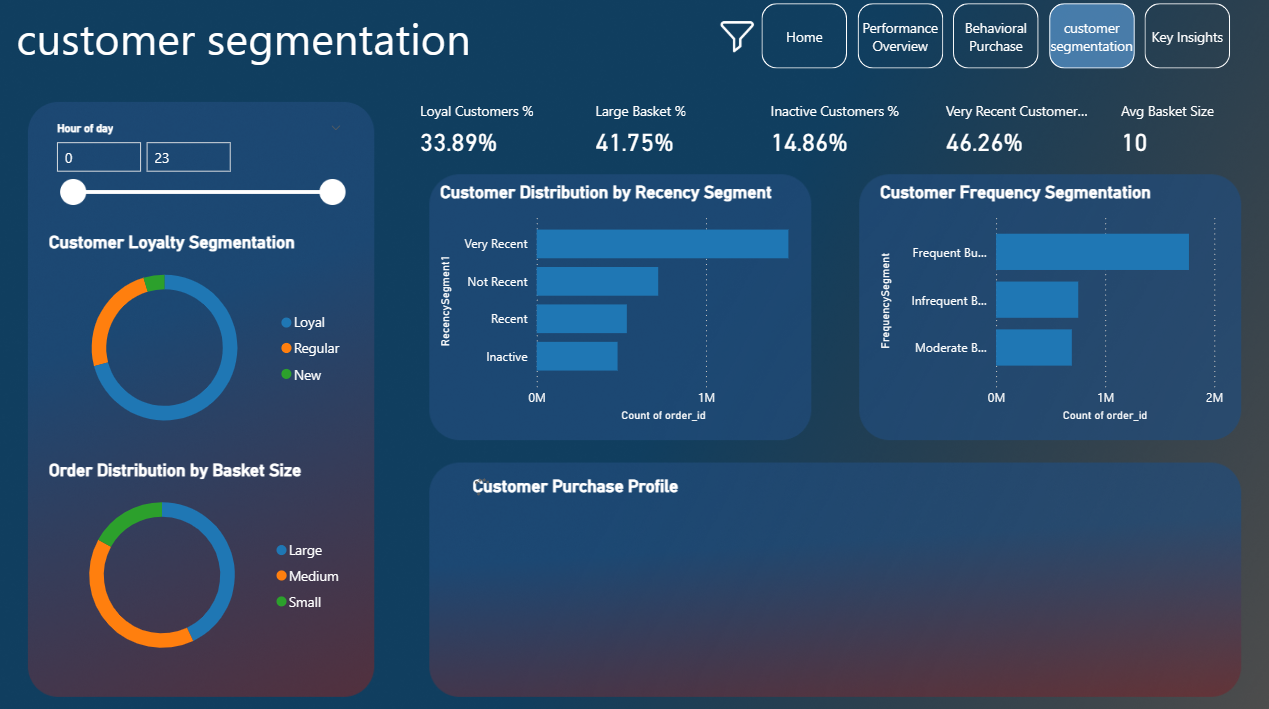 customer segmentation
Home
Performance
Overview
Behavioral
Purchase
customer
segmentation
Key Insights
Hour of day
0
23
Customer Loyalty Segmentation
Loyal
Regular
New
Order Distribution by Basket Size
Large
Medium
Small
Loyal Customers %
33.89%
Large Basket %
41.75%
Inactive Customers %
14.86%
Very Recent Customer...
46.26%
Avg Basket Size
10
Customer Distribution by Recency Segment
RecencySegment1
Very Recent
Not Recent
Recent
Inactive
0M
1M
Count of order_id
Customer Frequency Segmentation
FrequencySegment
Frequent Bu...
Infrequent B...
Moderate B...
0M
1M
2M
Count of order_id
Customer Purchase Profile